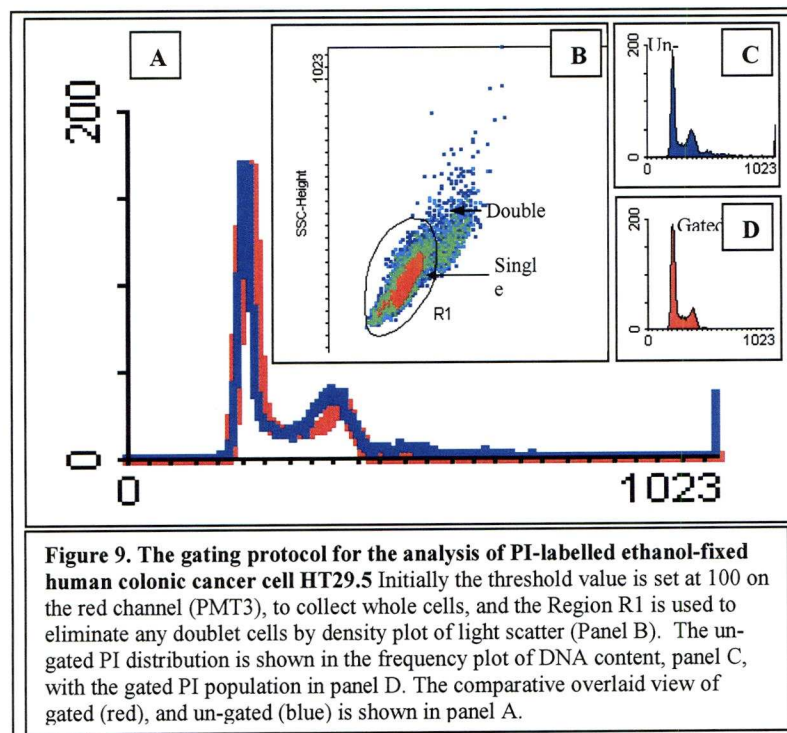 A
B
C
D
200
0
0
1023
1023
SSC-Height
Double
Singl
e
R1
200
Un-
0
0
1023
200
Gated
0
0
1023
Figure 9. The gating protocol for the analysis of PI-labelled ethanol-fixed
human colonic cancer cell HT29.5 Initially the threshold value is set at 100 on
the red channel (PMT3), to collect whole cells, and the Region R1 is used to
eliminate any doublet cells by density plot of light scatter (Panel B). The un-
gated PI distribution is shown in the frequency plot of DNA content, panel C,
with the gated PI population in panel D. The comparative overlaid view of
gated (red), and un-gated (blue) is shown in panel A.